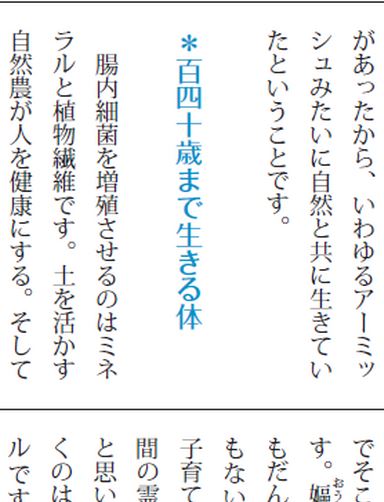 があったから、いわゆるアーミッ
シュみたいに自然と共に生きてい
たということです。
＊百四十歳まで生きる体
腸内細菌を増殖させるのはミネ
ラルと植物繊維です。土を活かす
自然農が人を健康にする。そして
でそこ
す。嫗おう
もだん
もない
子育て
間の霊
と思い
くのは
ルです